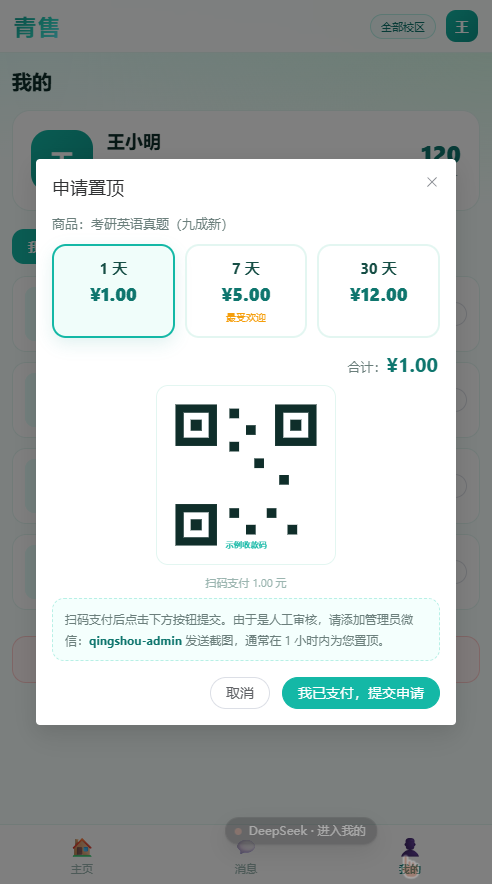 青售
全部校区
王
我的
王小明
120
申请置顶
商品：考研英语真题（九成新）
1 天
¥1.00
7 天
¥5.00
最受欢迎
30 天
¥12.00
合计：¥1.00
示例收款码
扫码支付 1.00 元
扫码支付后点击下方按钮提交。由于是人工审核，请添加管理员微
信：qingshou-admin 发送截图，通常在 1 小时内为您置顶。
取消
我已支付，提交申请
DeepSeek · 进入我的
主页
消息
我的